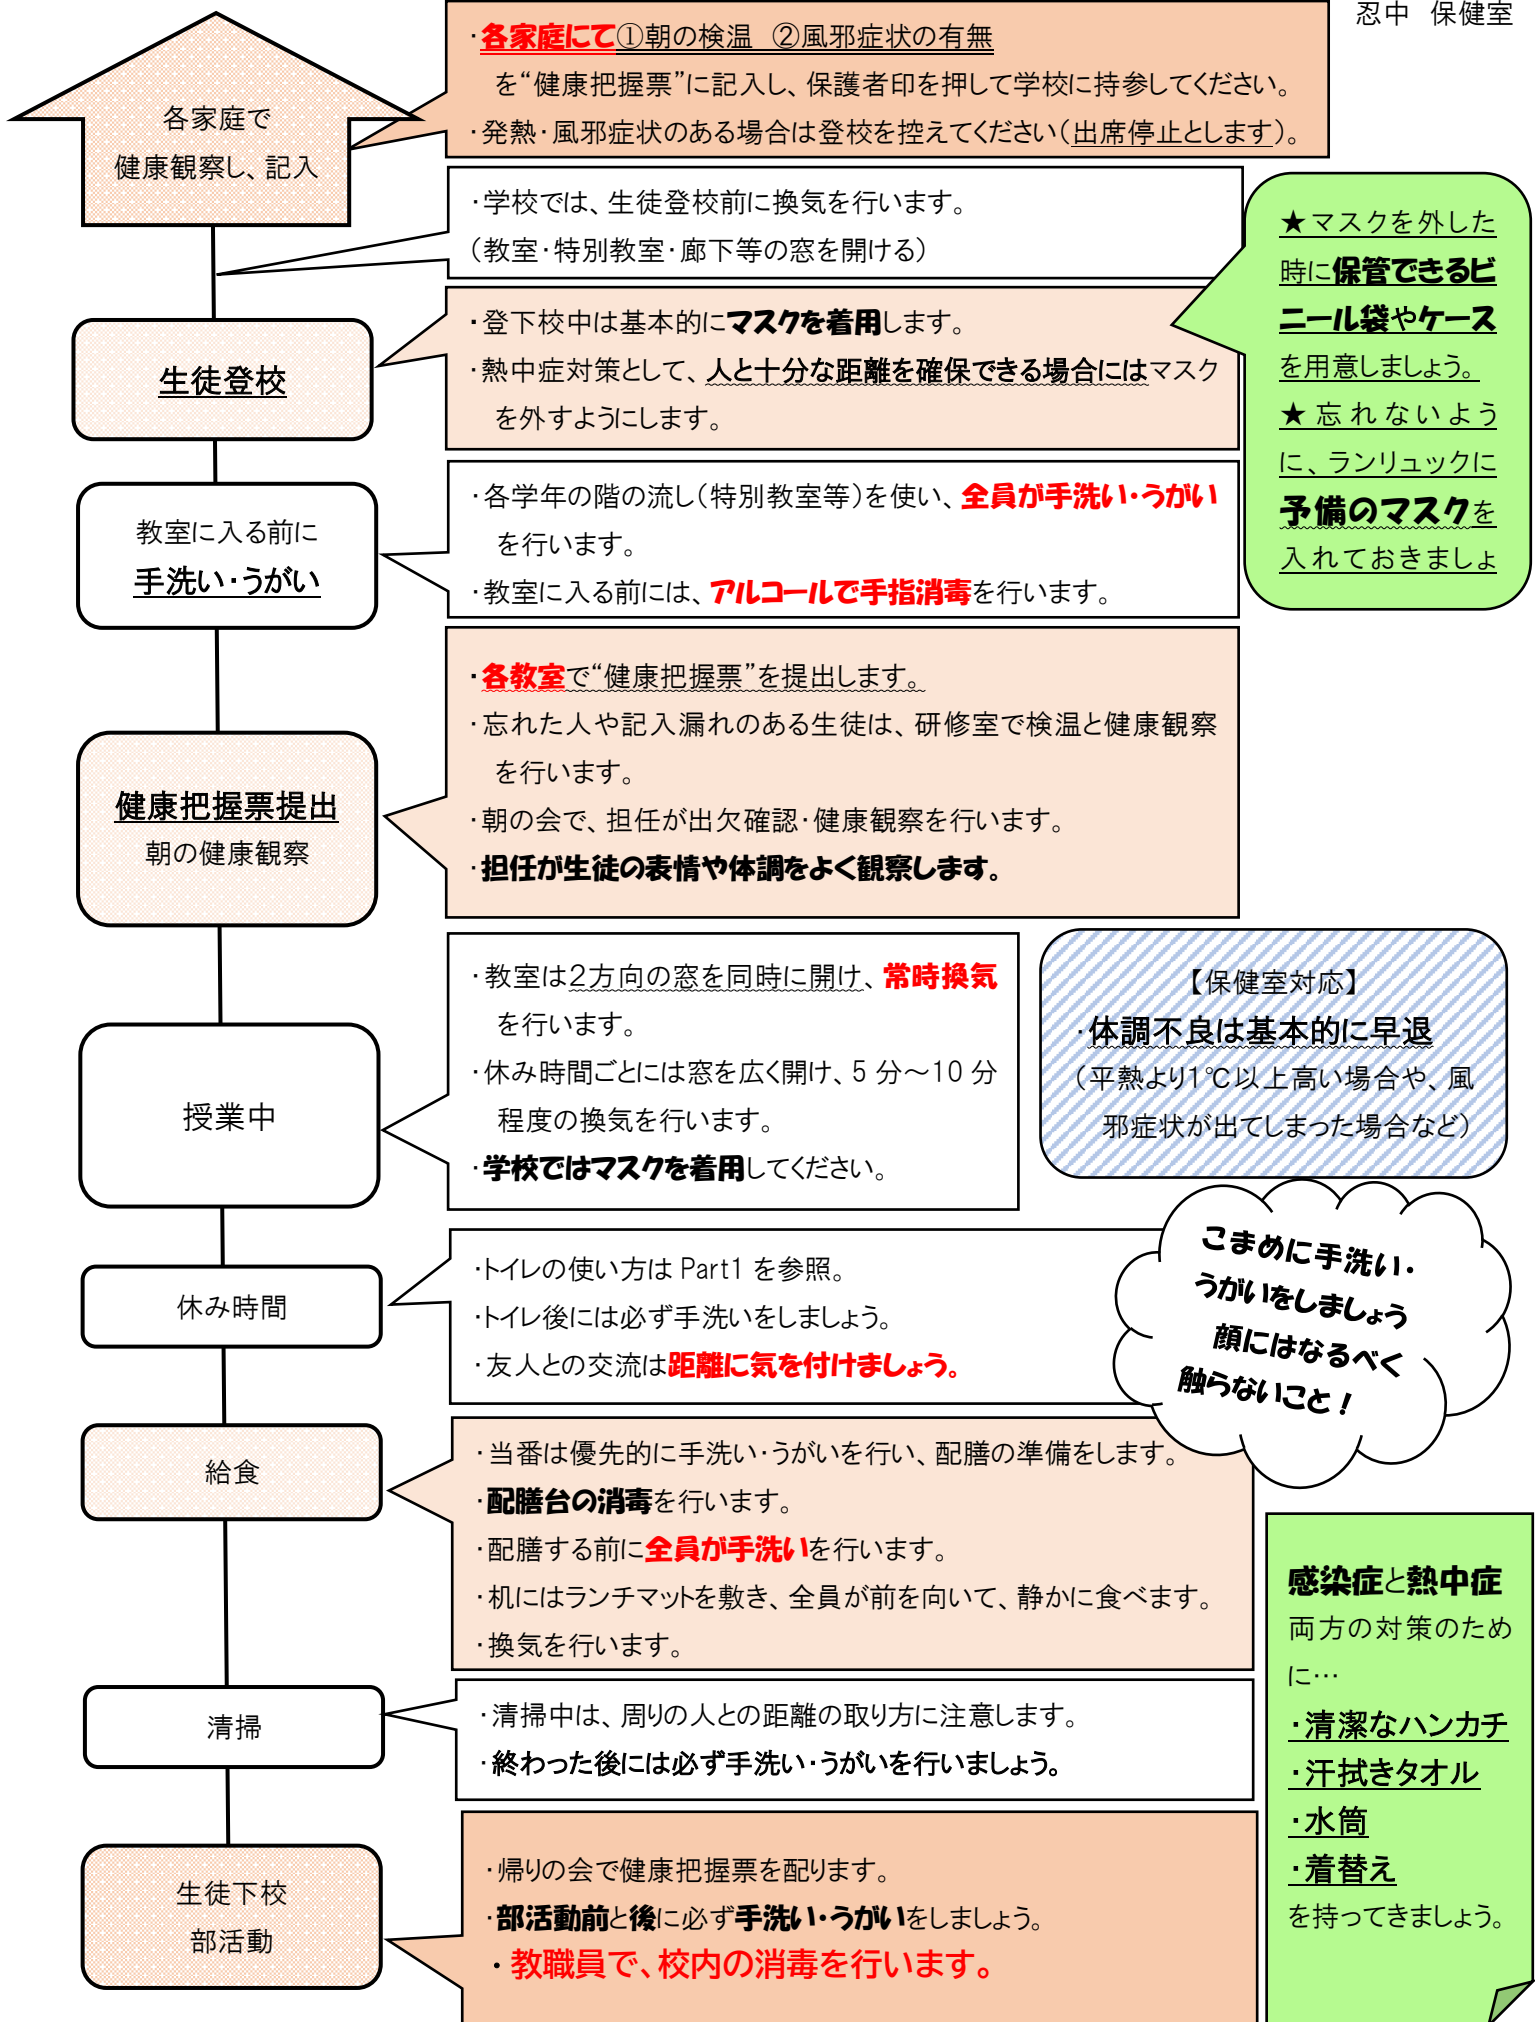 忍中　保健室
各家庭で
健康観察し、記入
・各家庭にて①朝の検温　②風邪症状の有無
を“健康把握票”に記入し、保護者印を押して学校に持参してください。
・発熱・風邪症状のある場合は登校を控えてください（出席停止とします）。
・学校では、生徒登校前に換気を行います。
（教室・特別教室・廊下等の窓を開ける）
★マスクを外した
時に保管できるビ
ニール袋やケース
を用意しましょう。
★忘れないよう
に、ランリュックに
予備のマスクを
入れておきましょ
生徒登校
・登下校中は基本的にマスクを着用します。
・熱中症対策として、人と十分な距離を確保できる場合にはマスク
を外すようにします。
教室に入る前に
手洗い・うがい
・各学年の階の流し（特別教室等）を使い、全員が手洗い・うがい
を行います。
・教室に入る前には、アルコールで手指消毒を行います。
健康把握票提出
朝の健康観察
・各教室で“健康把握票”を提出します。
・忘れた人や記入漏れのある生徒は、研修室で検温と健康観察
を行います。
・朝の会で、担任が出欠確認・健康観察を行います。
・担任が生徒の表情や体調をよく観察します。
授業中
・教室は2方向の窓を同時に開け、常時換気
を行います。
・休み時間ごとには窓を広く開け、5 分～10 分
程度の換気を行います。
・学校ではマスクを着用してください。
【保健室対応】
・体調不良は基本的に早退
（平熱より1℃以上高い場合や、風
邪症状が出てしまった場合など）
休み時間
・トイレの使い方は Part1 を参照。
・トイレ後には必ず手洗いをしましょう。
・友人との交流は距離に気を付けましょう。
こまめに手洗い・
うがいをしましょう
顔にはなるべく
触らないこと！
給食
・当番は優先的に手洗い・うがいを行い、配膳の準備をします。
・配膳台の消毒を行います。
・配膳する前に全員が手洗いを行います。
・机にはランチマットを敷き、全員が前を向いて、静かに食べます。
・換気を行います。
清掃
・清掃中は、周りの人との距離の取り方に注意します。
・終わった後には必ず手洗い・うがいを行いましょう。
感染症と熱中症
両方の対策のため
に…
・清潔なハンカチ
・汗拭きタオル
・水筒
・着替え
を持ってきましょう。
生徒下校
部活動
・帰りの会で健康把握票を配ります。
・部活動前と後に必ず手洗い・うがいをしましょう。
・教職員で、校内の消毒を行います。